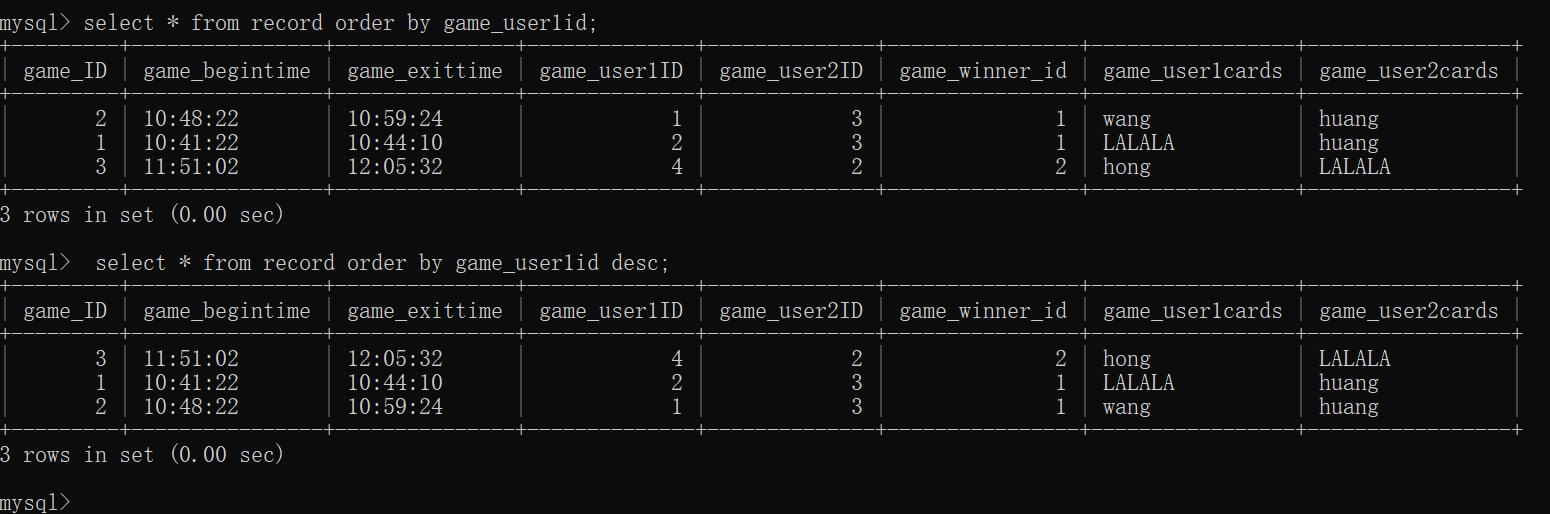 mysql> select * from record order by game_user1id;
game_ID | game_begintime | game_exittime | game_user1ID | game_user2ID | game_winner_id | game_user1cards | game_user2cards
2 | 10:48:22 | 10:59:24 | 1 | 3 | 1 | wang | huang
1 | 10:41:22 | 10:44:10 | 2 | 3 | 1 | LALALA | huang
3 | 11:51:02 | 12:05:32 | 4 | 2 | 2 | hong | LALALA
3 rows in set (0.00 sec)
mysql>  select * from record order by game_user1id desc;
game_ID | game_begintime | game_exittime | game_user1ID | game_user2ID | game_winner_id | game_user1cards | game_user2cards
3 | 11:51:02 | 12:05:32 | 4 | 2 | 2 | hong | LALALA
1 | 10:41:22 | 10:44:10 | 2 | 3 | 1 | LALALA | huang
2 | 10:48:22 | 10:59:24 | 1 | 3 | 1 | wang | huang
3 rows in set (0.00 sec)
mysql>